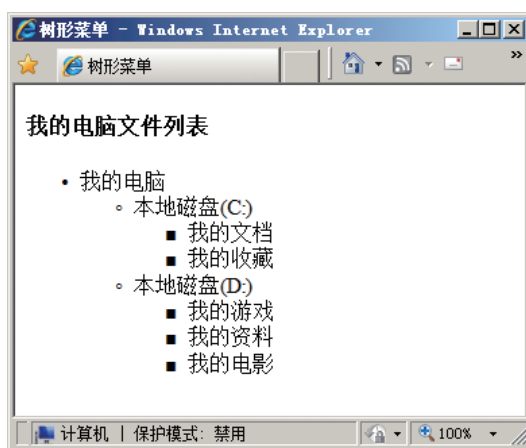 树形菜单 - Windows Internet Explorer
树形菜单
»
我的电脑文件列表
• 我的电脑
◦ 本地磁盘(C:)
▪ 我的文档
▪ 我的收藏
◦ 本地磁盘(D:)
▪ 我的游戏
▪ 我的资料
▪ 我的电影
计算机 | 保护模式: 禁用
100%